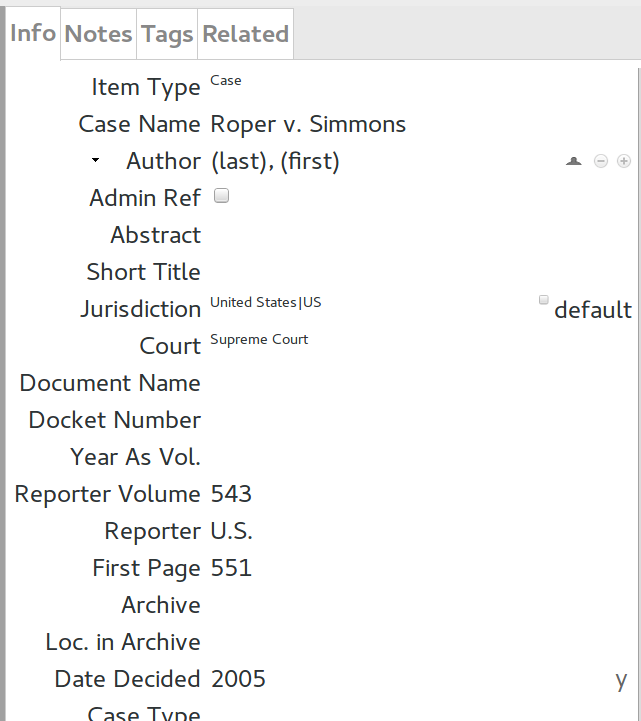 Info Notes Tags Related
Item Type Case
Case Name Roper v. Simmons
Author (last), (first)
Admin Ref
Abstract
Short Title
Jurisdiction United States|US default
Court Supreme Court
Document Name
Docket Number
Year As Vol.
Reporter Volume 543
Reporter U.S.
First Page 551
Archive
Loc. in Archive
Date Decided 2005 y
Case Type